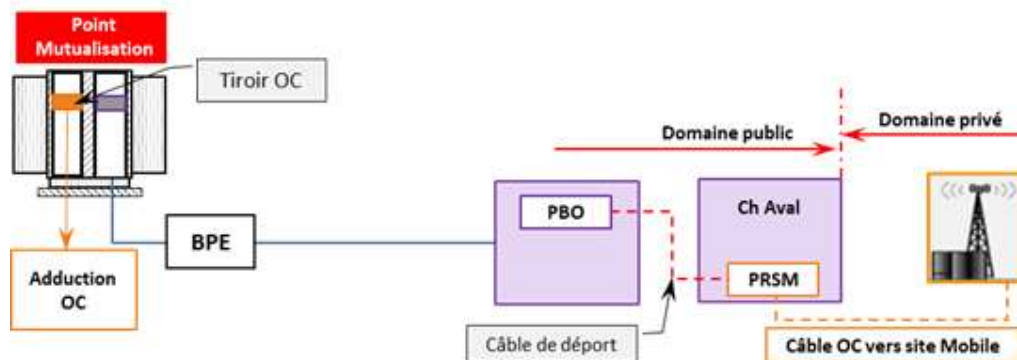 Point
Mutualisation
Tiroir OC
Domaine public
Domaine privé
PBO
Ch Aval
BPE
Adduction
OC
PRSM
Câble de déport
Câble OC vers site Mobile